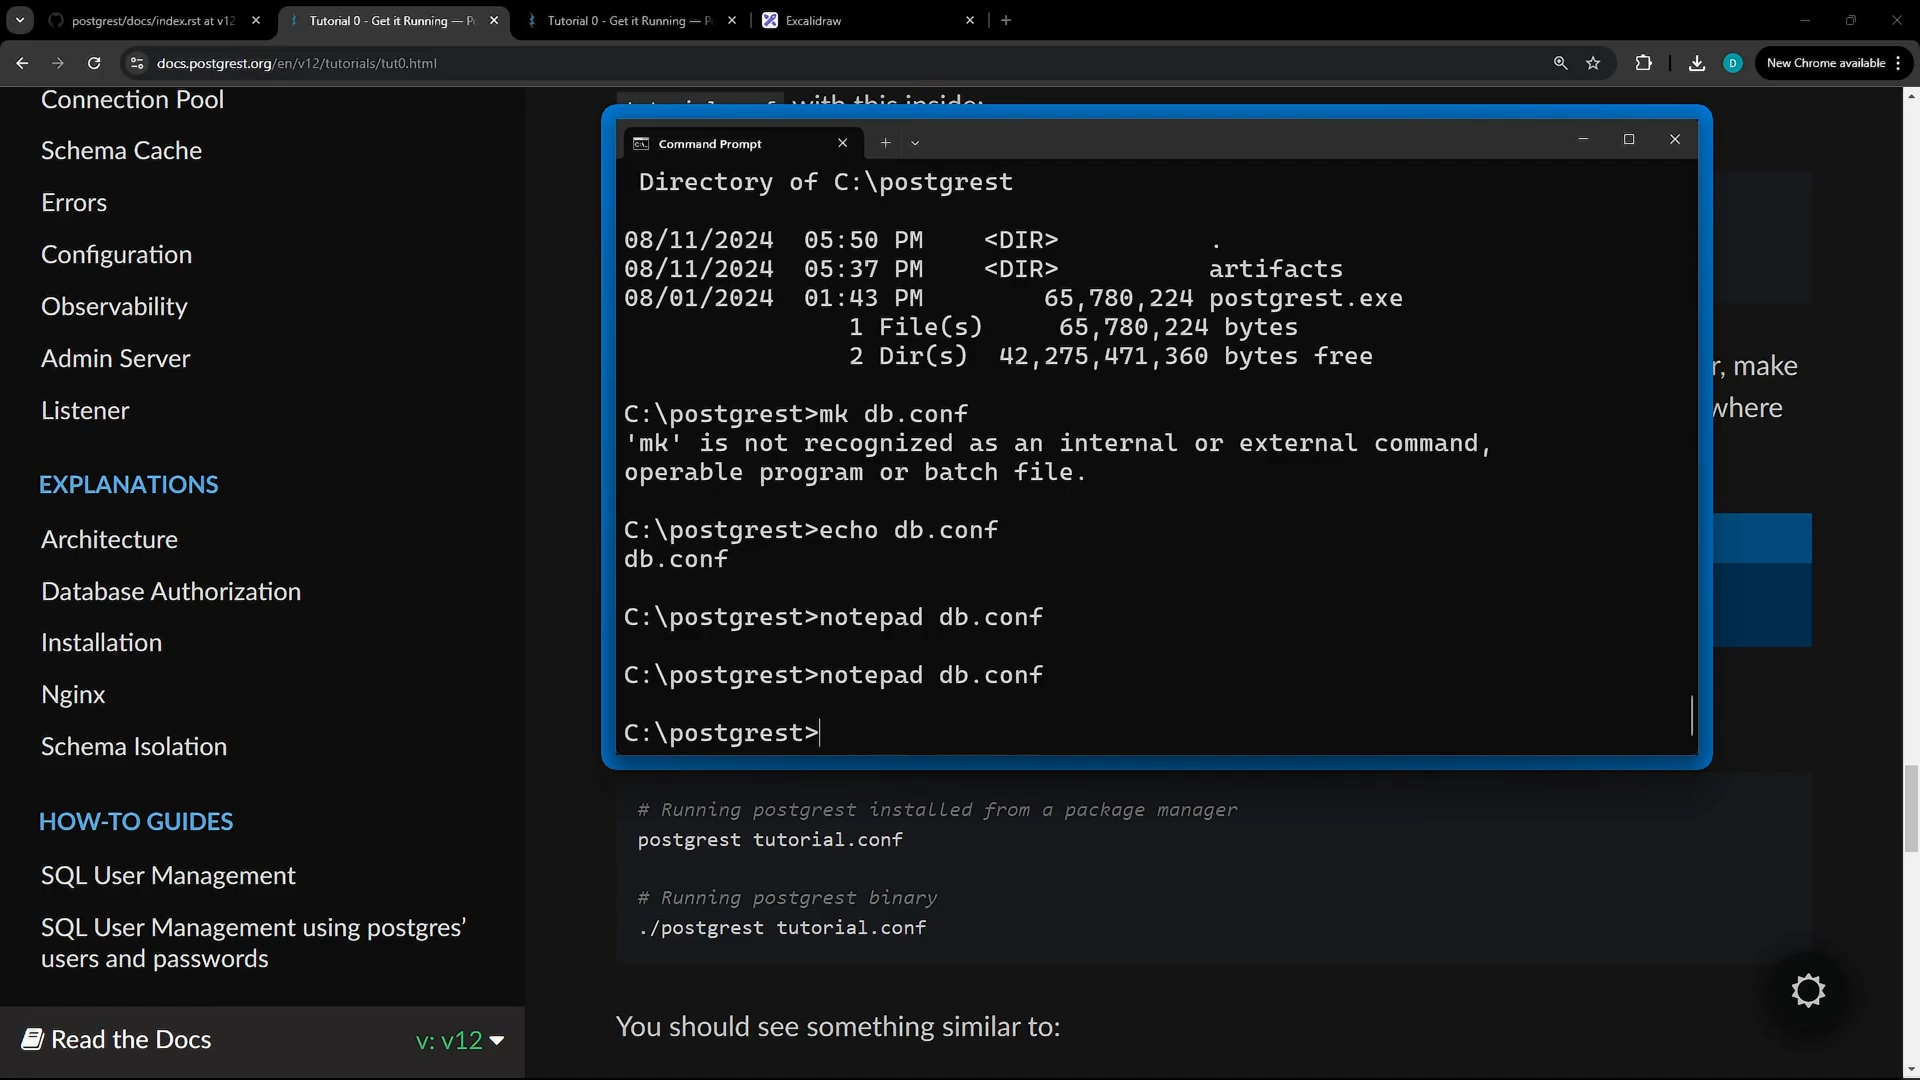 postgrest/docs/index.rst at v12
Tutorial 0 - Get it Running — P
Tutorial 0 - Get it Running — P
Excalidraw
docs.postgrest.org/en/v12/tutorials/tut0.html
D
New Chrome available
Connection Pool
Schema Cache
Errors
Configuration
Observability
Admin Server
Listener
EXPLANATIONS
Architecture
Database Authorization
Installation
Nginx
Schema Isolation
HOW-TO GUIDES
SQL User Management
SQL User Management using postgres’
users and passwords
Read the Docs
v: v12
with this inside:
Command Prompt
Directory of C:\postgrest
08/11/2024 05:50 PM <DIR> .
08/11/2024 05:37 PM <DIR> artifacts
08/01/2024 01:43 PM 65,780,224 postgrest.exe
1 File(s) 65,780,224 bytes
2 Dir(s) 42,275,471,360 bytes free
C:\postgrest>mk db.conf
'mk' is not recognized as an internal or external command,
operable program or batch file.
C:\postgrest>echo db.conf
db.conf
C:\postgrest>notepad db.conf
C:\postgrest>notepad db.conf
C:\postgrest>
r, make
where
# Running postgrest installed from a package manager
postgrest tutorial.conf
# Running postgrest binary
./postgrest tutorial.conf
You should see something similar to: